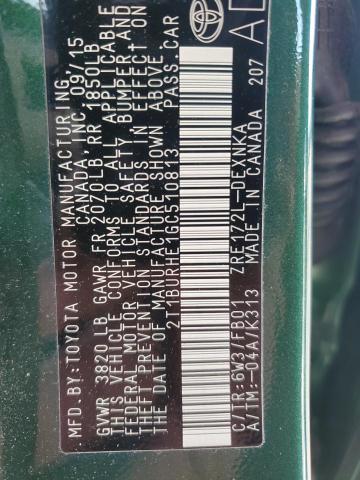 MFD.BY:TOYOTA MOTOR MANUFACTURING
CANADA, INC. 09/15
GVWR 3820 LB GAWR FR 2070LB RR 1850LB
THIS VEHICLE CONFORMS TO ALL APPLICABLE
FEDERAL MOTOR VEHICLE SAFETY, BUMPER AND
THEFT PREVENTION STANDARDS IN EFFECT ON
THE DATE OF MANUFACTURE SHOWN ABOVE.
2T1BURHE1GC510813 PASS.CAR
C/TR:6W3 /FB01 ZRE172L-DEXNKA
A/TM:-04A/K313 MADE IN CANADA 207